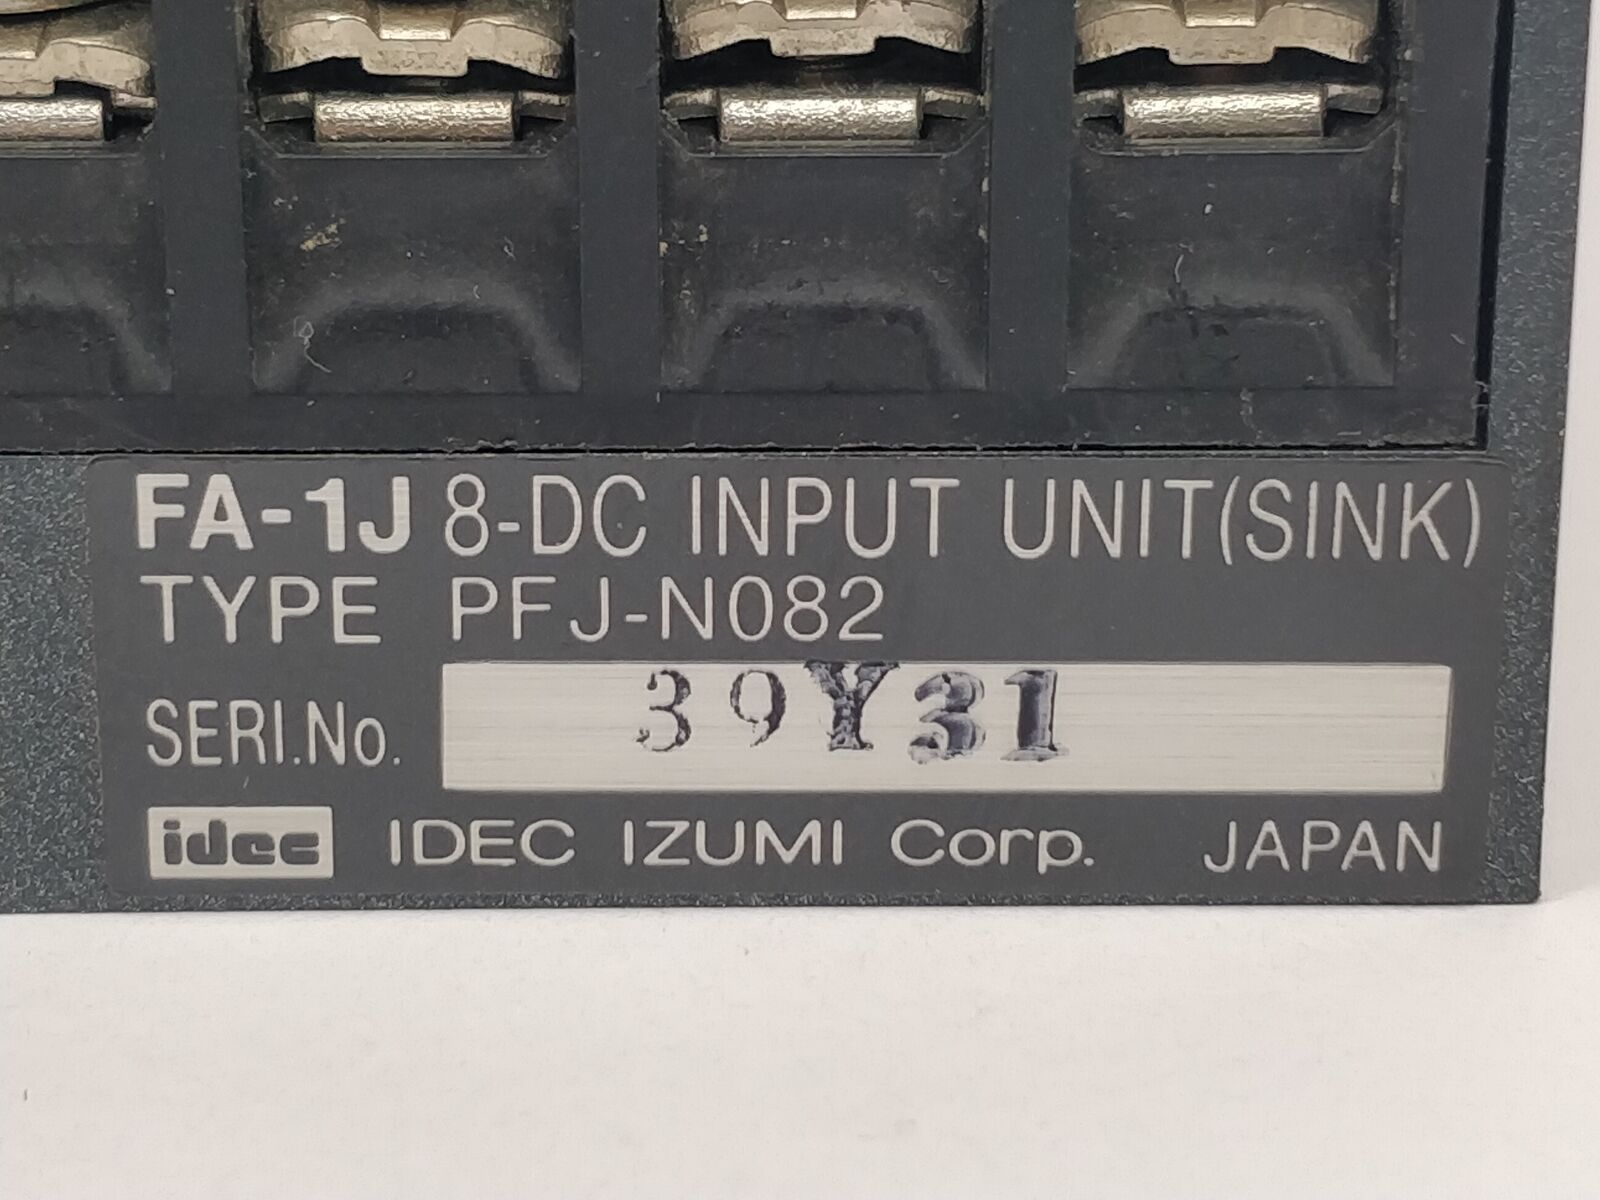 FA-1J 8-DC INPUT UNIT(SINK)
TYPE PFJ-N082
SERI.No. 39Y31
idec IDEC IZUMI Corp. JAPAN